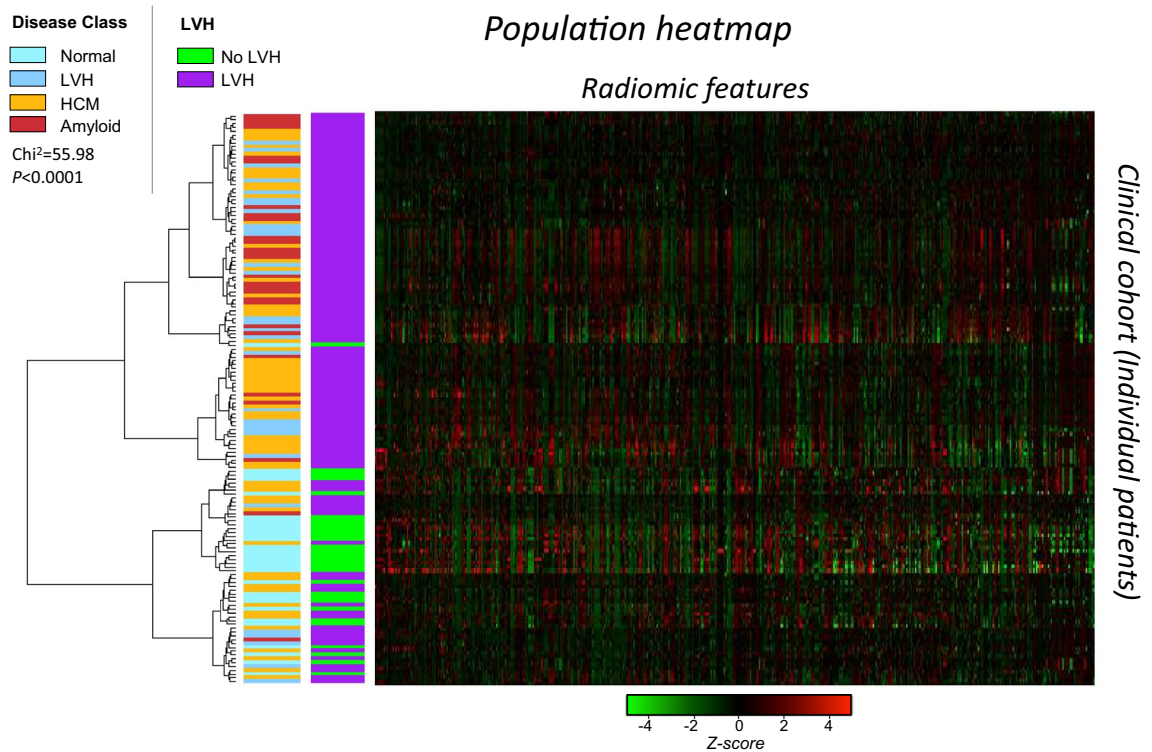 Disease Class
Normal
LVH
HCM
Amyloid
Chi²=55.98
P<0.0001
LVH
No LVH
LVH
Population heatmap
Radiomic features
Clinical cohort (Individual patients)
-4 -2 0 2 4
Z-score